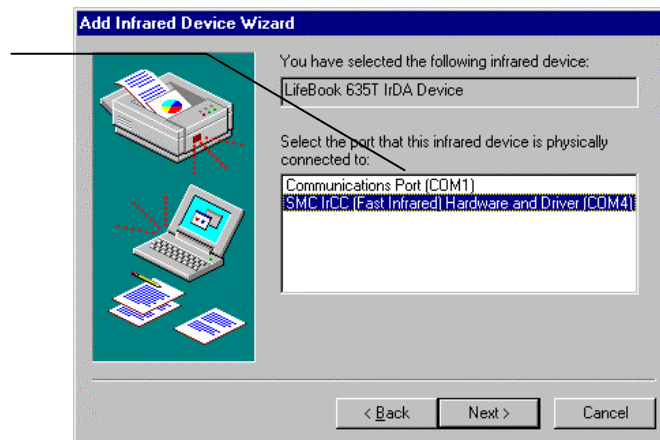 Add Infrared Device Wizard
You have selected the following infrared device:
LifeBook 635T IrDA Device
Select the port that this infrared device is physically
connected to:
Communications Port (COM1)
SMC IrCC (Fast Infrared) Hardware and Driver (COM4)
< Back
Next >
Cancel